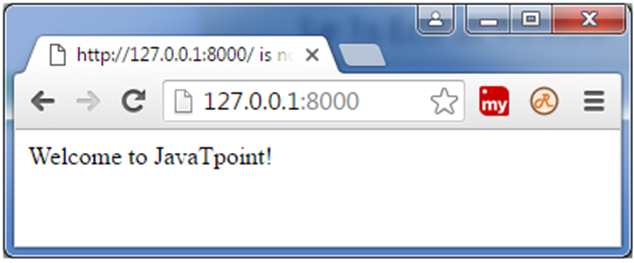 http://127.0.0.1:8000/ is no
127.0.0.1:8000
my
Welcome to JavaTpoint!